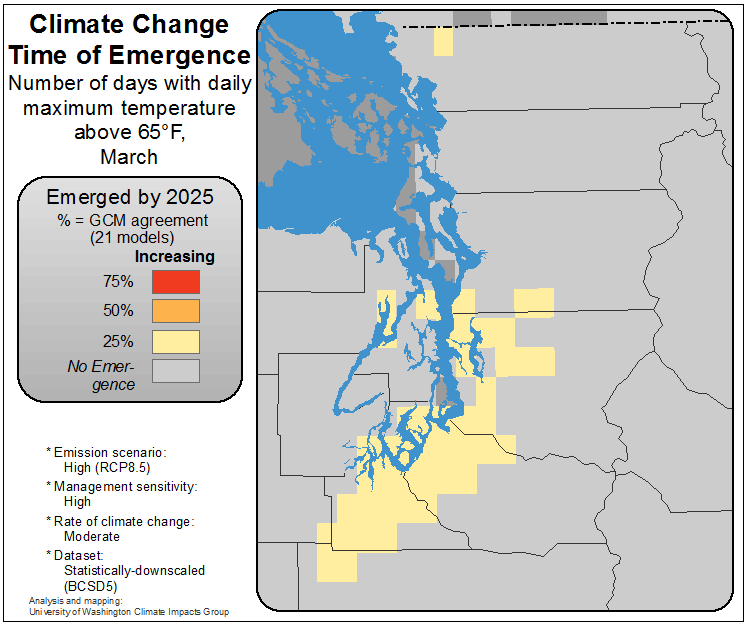 Climate Change
Time of Emergence
Number of days with daily
maximum temperature
above 65°F,
March
Emerged by 2025
% = GCM agreement
(21 models)
Increasing
75%
50%
25%
No Emer-
gence
* Emission scenario:
High (RCP8.5)
* Management sensitivity:
High
* Rate of climate change:
Moderate
* Dataset:
Statistically-downscaled
(BCSD5)
Analysis and mapping:
University of Washington Climate Impacts Group